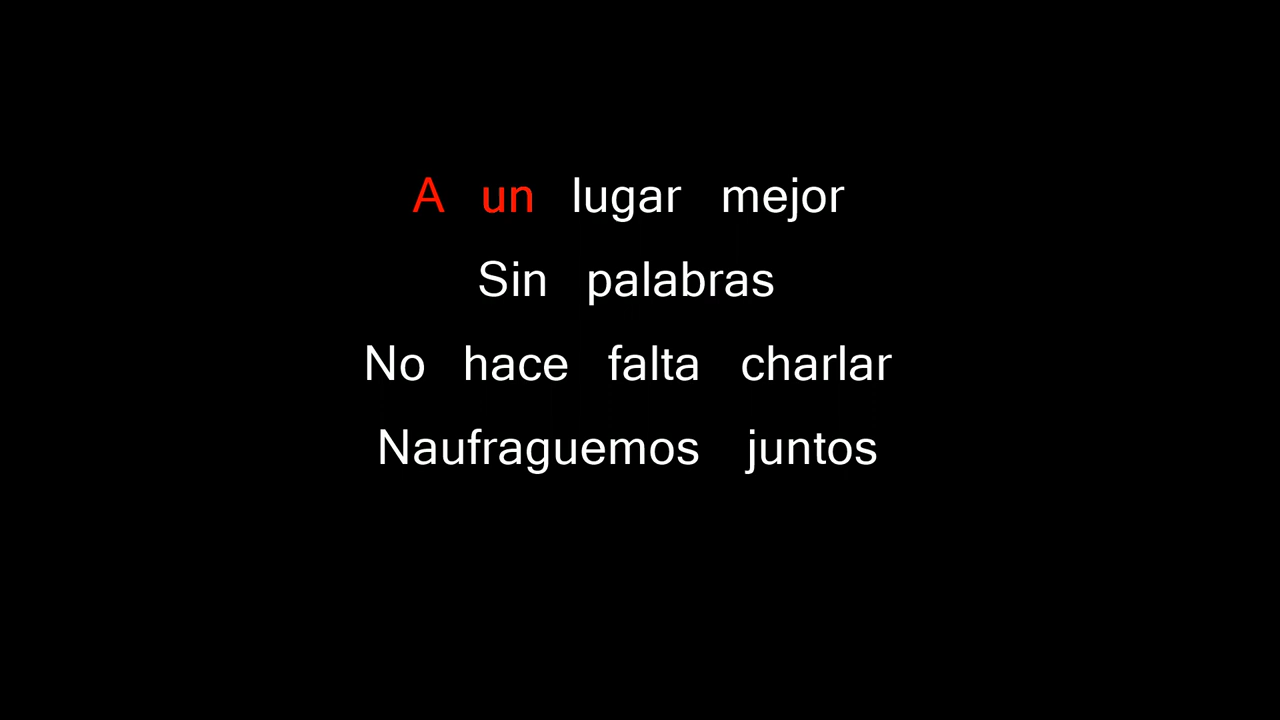 A un lugar mejor
Sin palabras
No hace falta charlar
Naufraguemos juntos